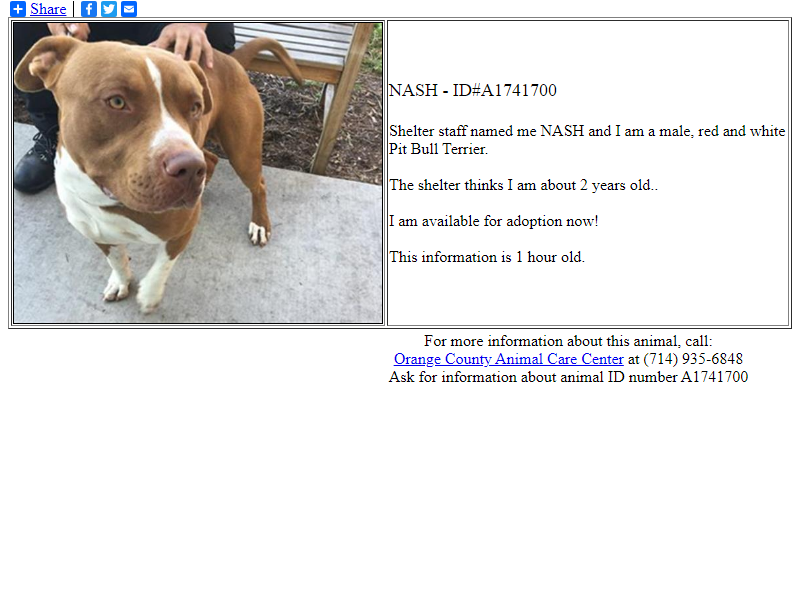 Share
NASH - ID#A1741700
Shelter staff named me NASH and I am a male, red and white
Pit Bull Terrier.
The shelter thinks I am about 2 years old..
I am available for adoption now!
This information is 1 hour old.
For more information about this animal, call:
Orange County Animal Care Center at (714) 935-6848
Ask for information about animal ID number A1741700